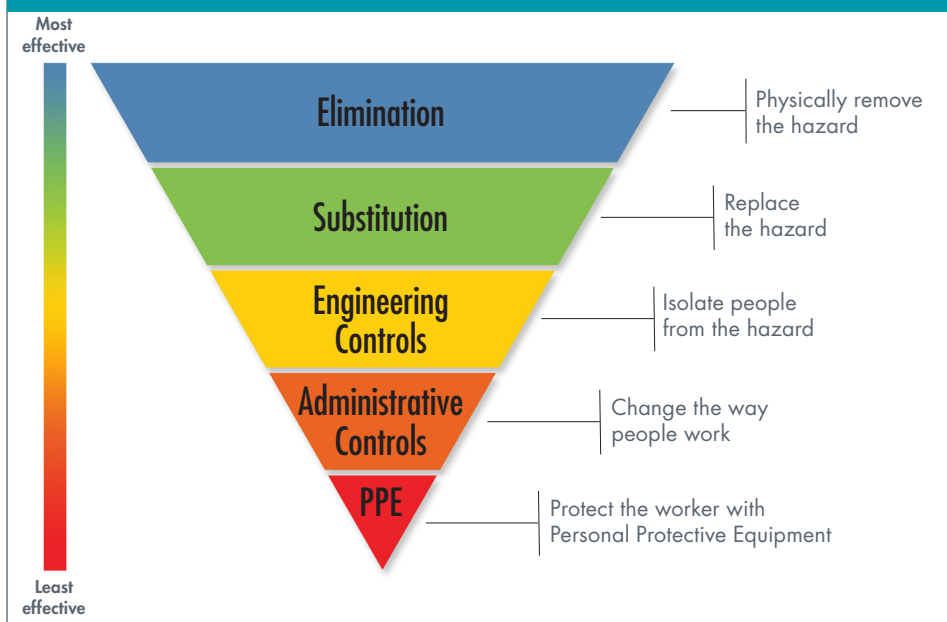 Most
effective
Elimination
Physically remove
the hazard
Substitution
Replace
the hazard
Engineering
Controls
Isolate people
from the hazard
Administrative
Controls
Change the way
people work
PPE
Protect the worker with
Personal Protective Equipment
Least
effective